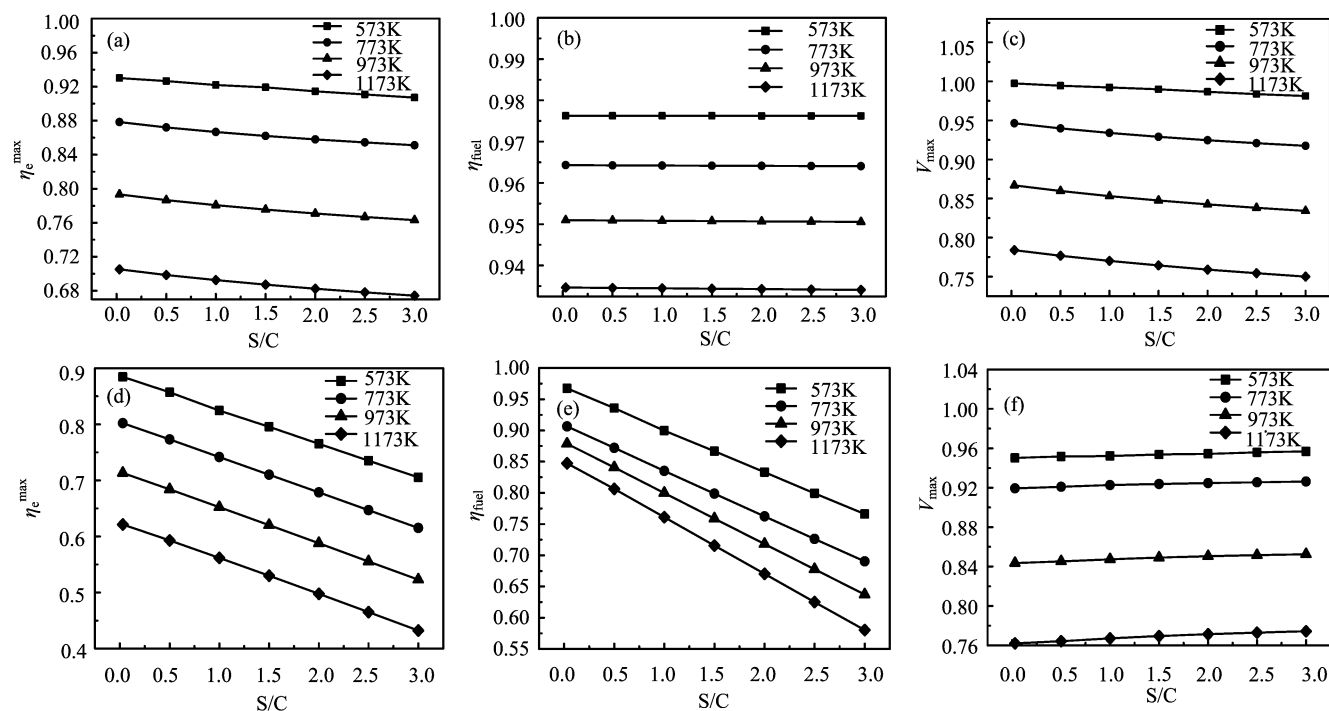 (a)
573K
773K
973K
1173K
1.00
0.96
0.92
0.88
0.84
0.80
0.76
0.72
0.68
ηe max
0.0 0.5 1.0 1.5 2.0 2.5 3.0
S/C
(b)
573K
773K
973K
1173K
1.00
0.99
0.98
0.97
0.96
0.95
0.94
ηfuel
0.0 0.5 1.0 1.5 2.0 2.5 3.0
S/C
(c)
573K
773K
973K
1173K
1.05
1.00
0.95
0.90
0.85
0.80
0.75
Vmax
0.0 0.5 1.0 1.5 2.0 2.5 3.0
S/C
(d)
573K
773K
973K
1173K
0.9
0.8
0.7
0.6
0.5
0.4
ηe max
0.0 0.5 1.0 1.5 2.0 2.5 3.0
S/C
(e)
573K
773K
973K
1173K
1.00
0.95
0.90
0.85
0.80
0.75
0.70
0.65
0.60
0.55
ηfuel
0.0 0.5 1.0 1.5 2.0 2.5 3.0
S/C
(f)
573K
773K
973K
1173K
1.04
1.00
0.96
0.92
0.88
0.84
0.80
0.76
Vmax
0.0 0.5 1.0 1.5 2.0 2.5 3.0
S/C